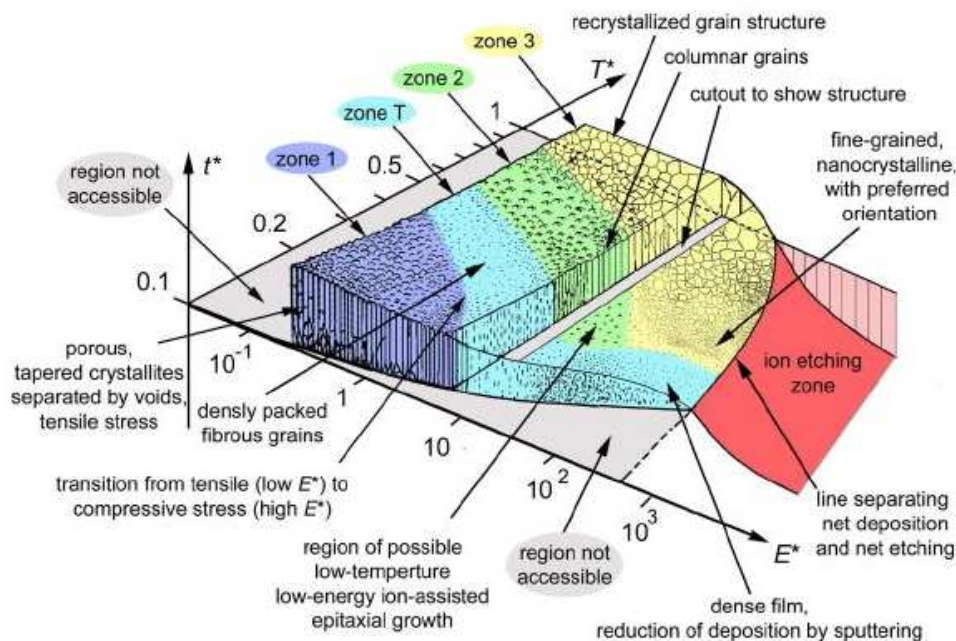 recrystallized grain structure
zone 3
columnar grains
T*
zone 2
cutout to show structure
zone T
1
fine-grained,
nanocrystalline,
with preferred
orientation
zone 1
0.5
t*
region not
accessible
0.2
0.1
10-1
ion etching
zone
porous,
tapered crystallites
separated by voids,
tensile stress
1
densly packed
fibrous grains
10
transition from tensile (low E*) to
compressive stress (high E*)
10²
10³
line separating
net deposition
and net etching
E*
region of possible
low-temperture
low-energy ion-assisted
epitaxial growth
region not
accessible
dense film,
reduction of deposition by sputtering